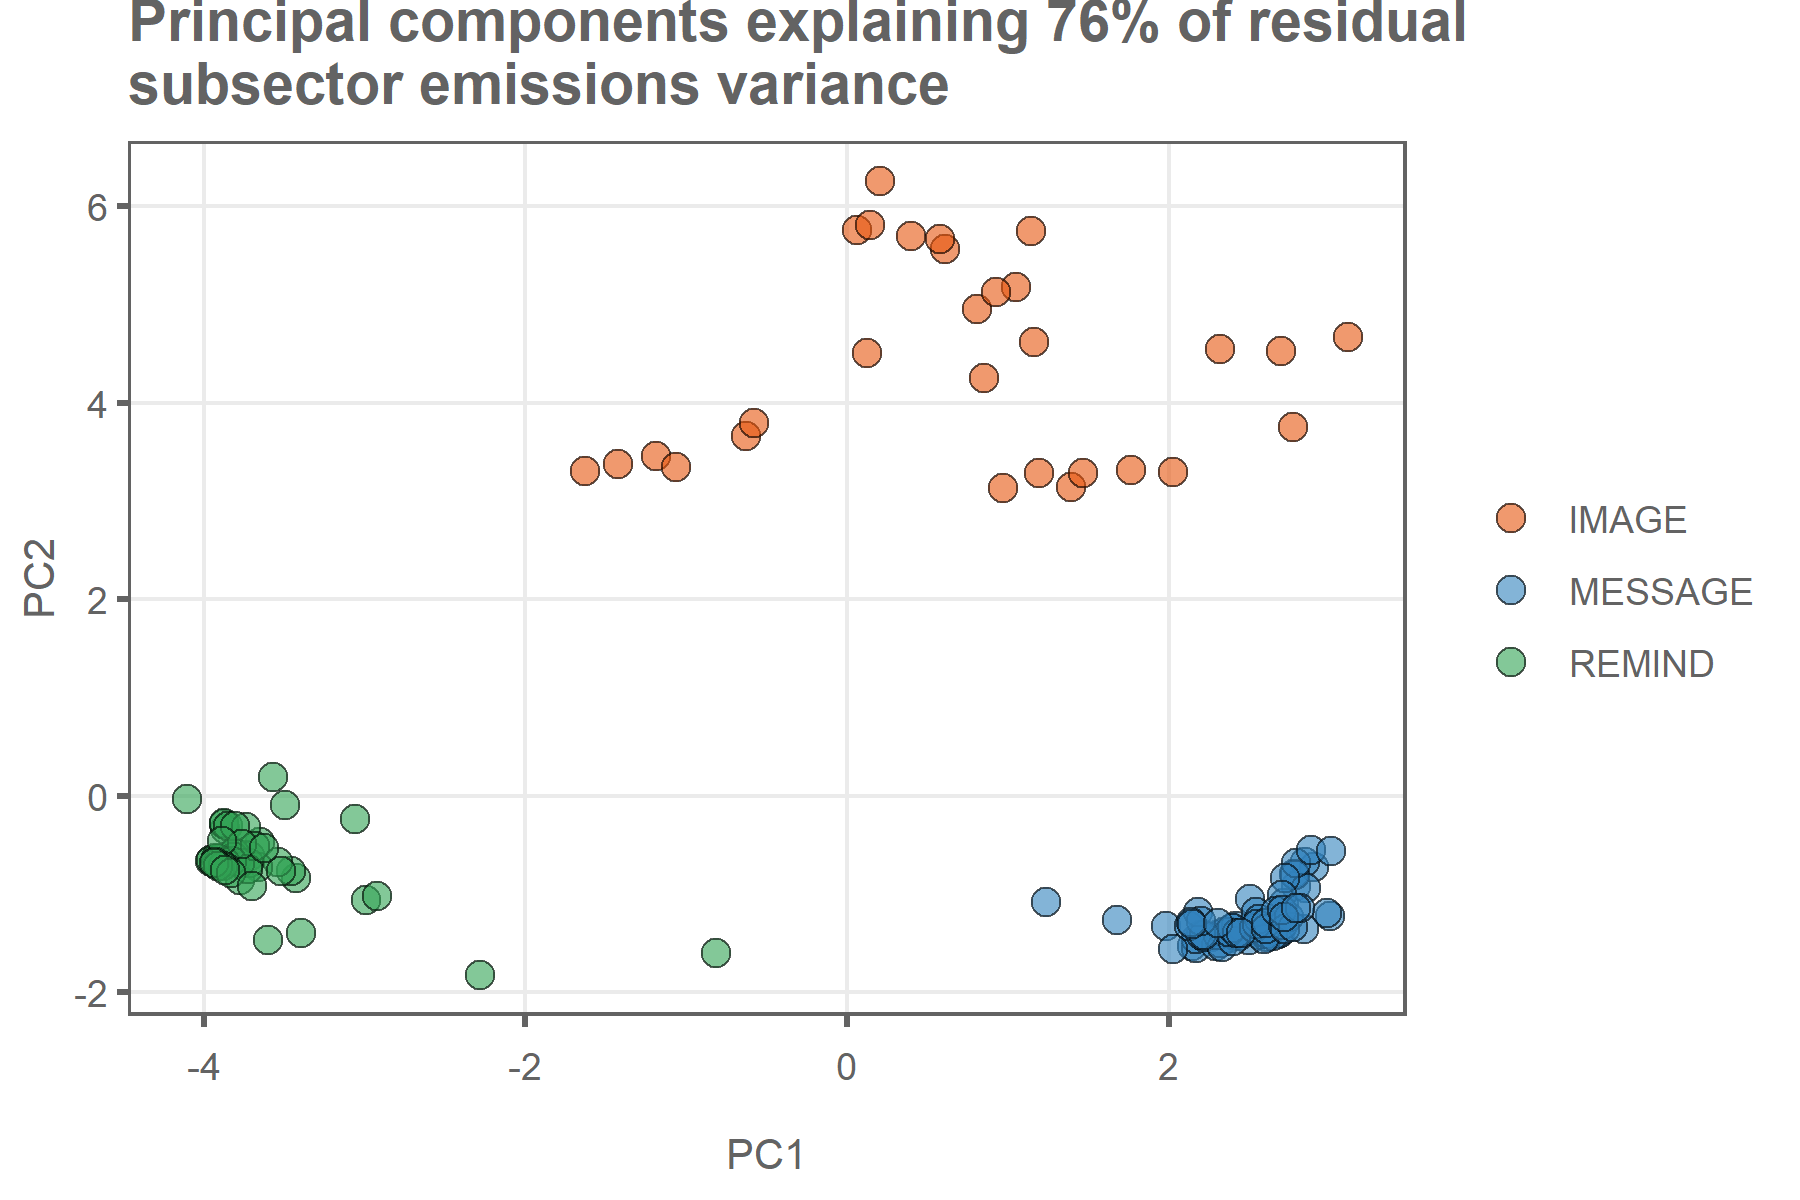 Principal components explaining 76% of residual
subsector emissions variance
6
4
2
0
-2
PC2
-4
-2
0
2
PC1
IMAGE
MESSAGE
REMIND